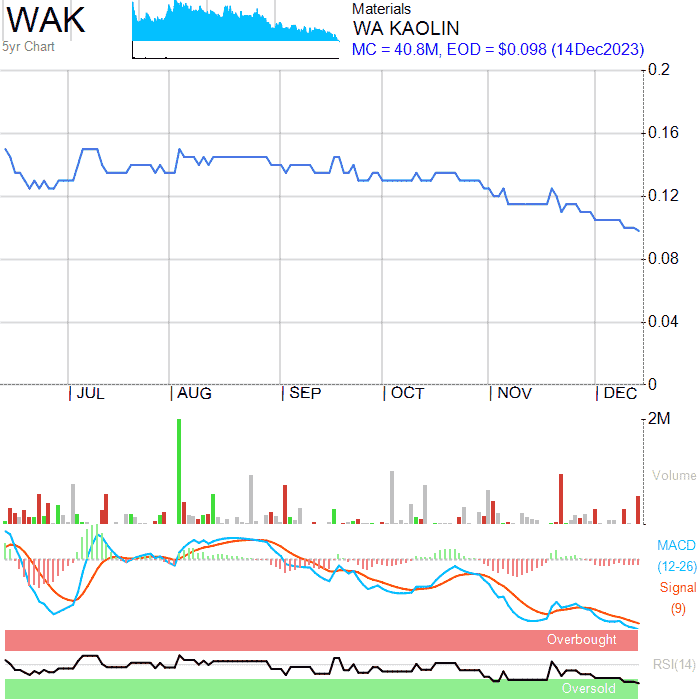 WAK
5yr Chart
Materials
WA KAOLIN
MC = 40.8M, EOD = $0.098 (14Dec2023)
0.2
0.16
0.12
0.08
0.04
0
JUL AUG SEP OCT NOV DEC
2M
Volume
MACD
(12-26)
Signal
(9)
Overbought
RSI(14)
Oversold